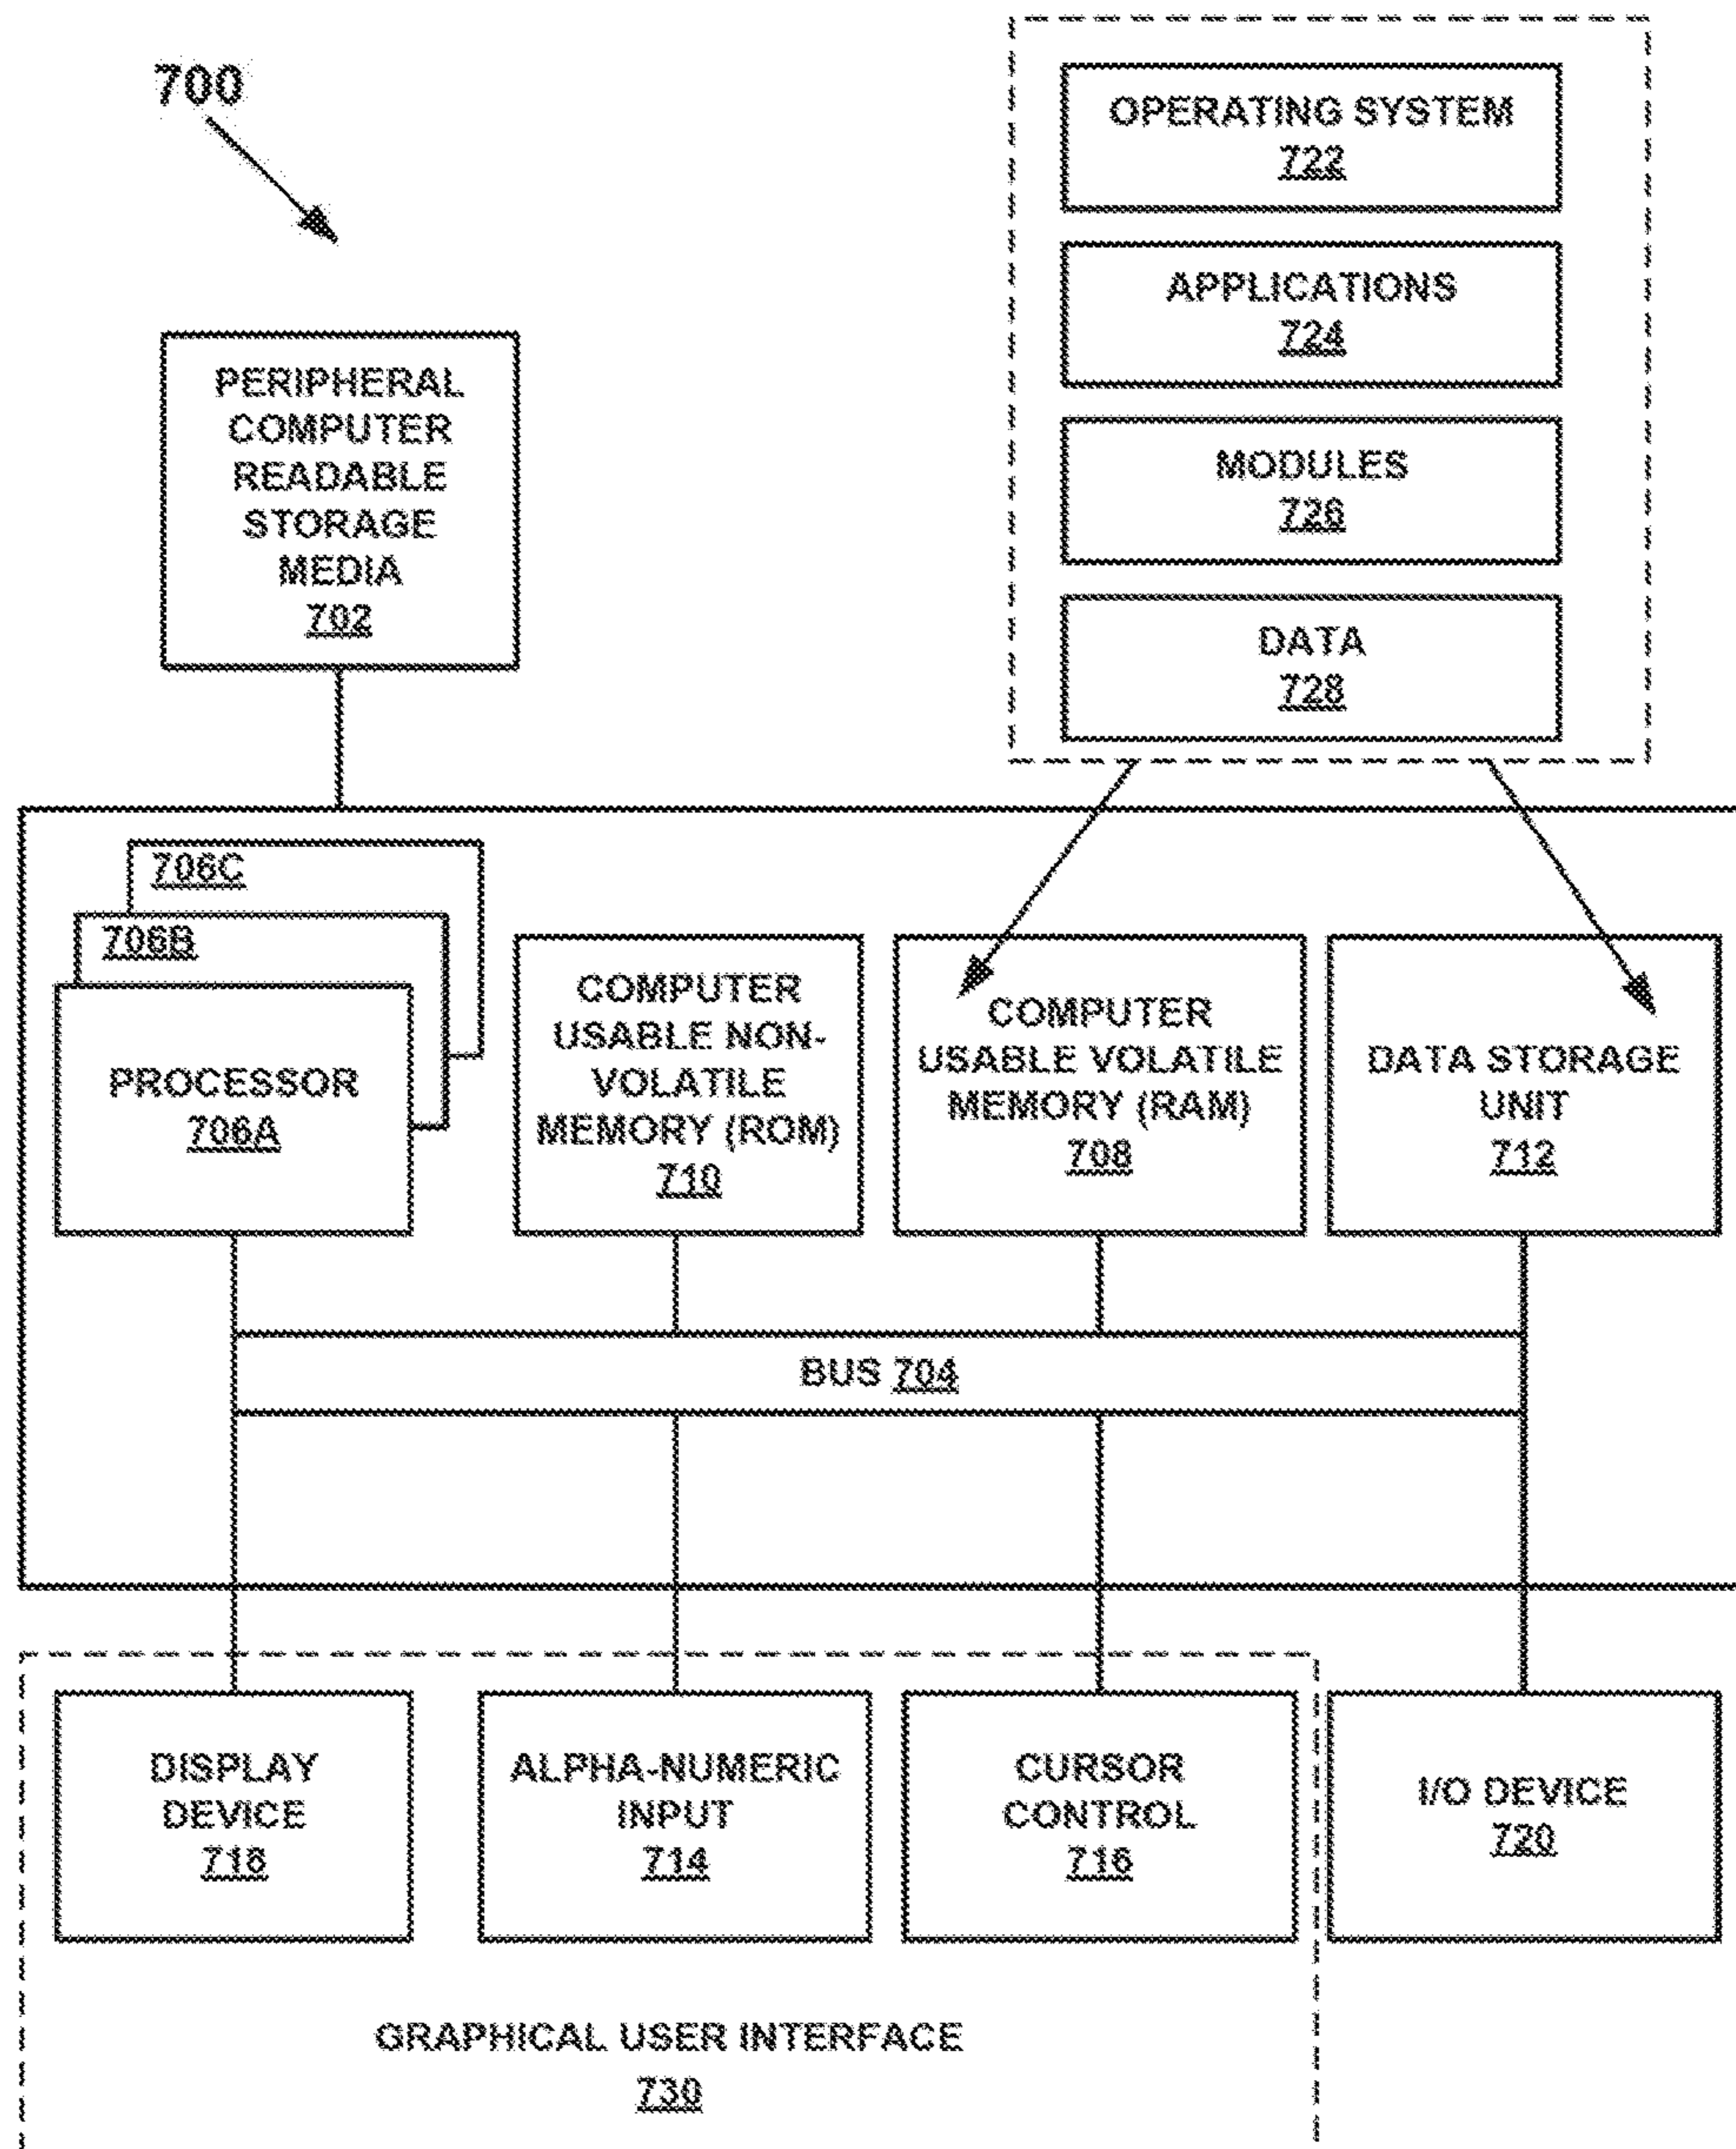 700
OPERATING SYSTEM
722
APPLICATIONS
724
MODULES
726
DATA
728
PERIPHERAL
COMPUTER
READABLE
STORAGE
MEDIA
702
706C
706B
PROCESSOR
706A
COMPUTER
USABLE NON-
VOLATILE
MEMORY (ROM)
710
COMPUTER
USABLE VOLATILE
MEMORY (RAM)
708
DATA STORAGE
UNIT
712
BUS 704
DISPLAY
DEVICE
718
ALPHA-NUMERIC
INPUT
714
CURSOR
CONTROL
716
I/O DEVICE
720
GRAPHICAL USER INTERFACE
730